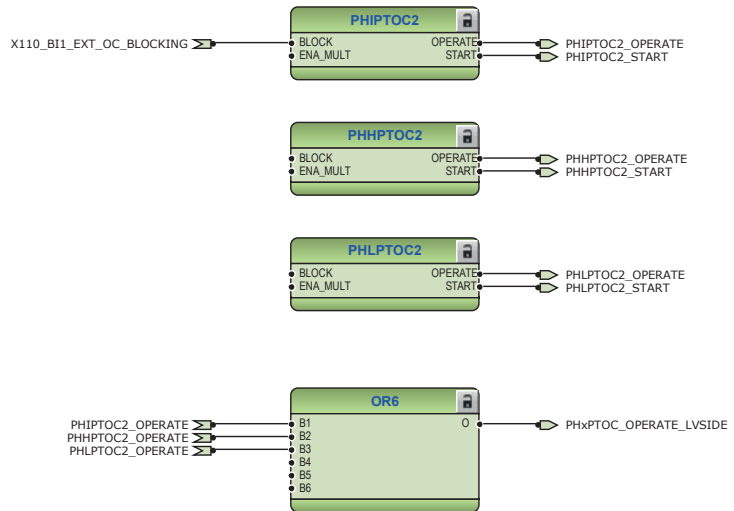 PHIPTOC2
X110_BI1_EXT_OC_BLOCKING
BLOCK OPERATE
PHIPTOC2_OPERATE
ENA_MULT START
PHIPTOC2_START
PHHPTOC2
BLOCK OPERATE
PHHPTOC2_OPERATE
ENA_MULT START
PHHPTOC2_START
PHLPTOC2
BLOCK OPERATE
PHLPTOC2_OPERATE
ENA_MULT START
PHLPTOC2_START
OR6
PHIPTOC2_OPERATE
B1 O
PHxPTOC_OPERATE_LVSIDE
PHHPTOC2_OPERATE
B2
PHLPTOC2_OPERATE
B3
B4
B5
B6